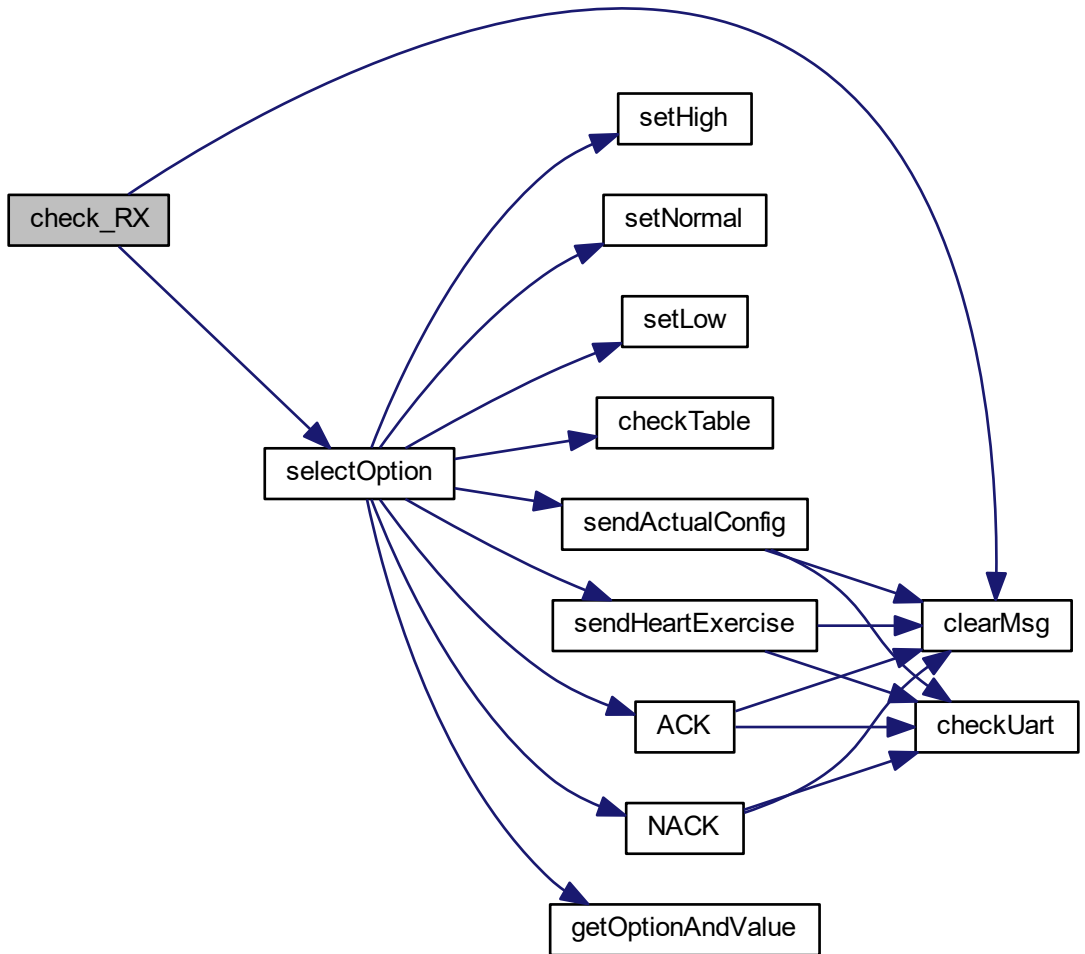 setHigh
check_RX
setNormal
setLow
checkTable
selectOption
sendActualConfig
sendHeartExercise
clearMsg
ACK
checkUart
NACK
getOptionAndValue